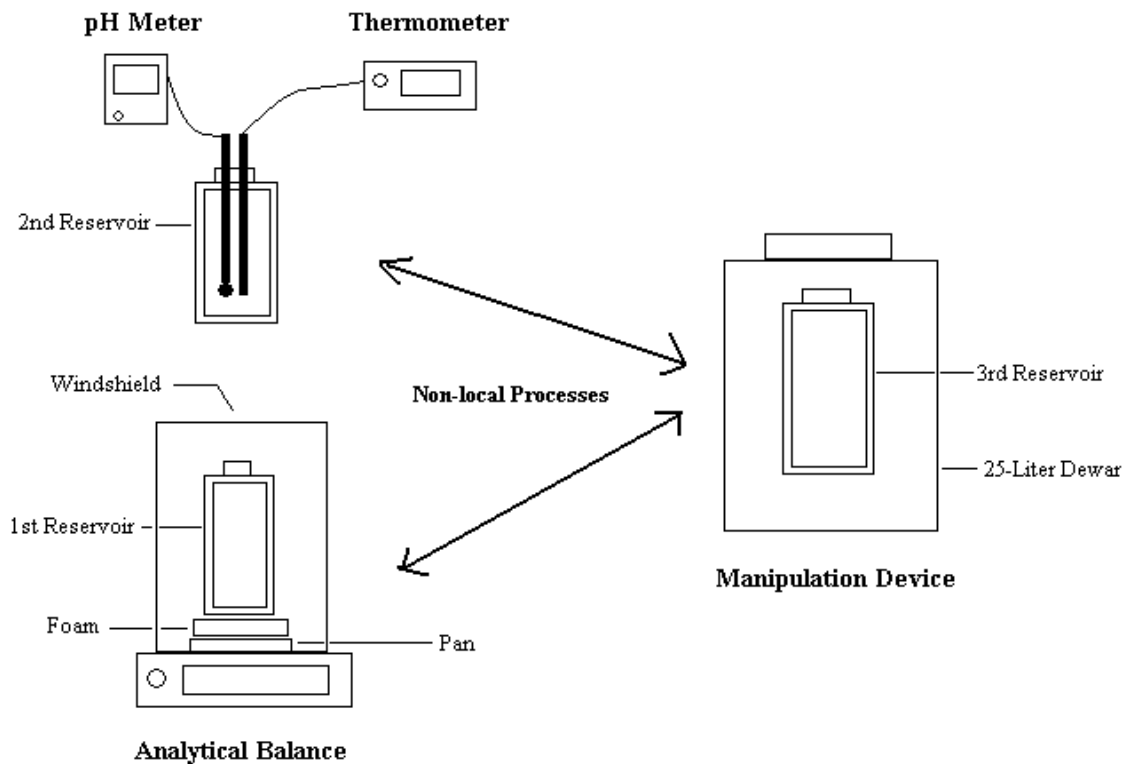 pH Meter
Thermometer
2nd Reservoir
Windshield
Non-local Processes
3rd Reservoir
25-Liter Dewar
1st Reservoir
Manipulation Device
Foam
Pan
Analytical Balance